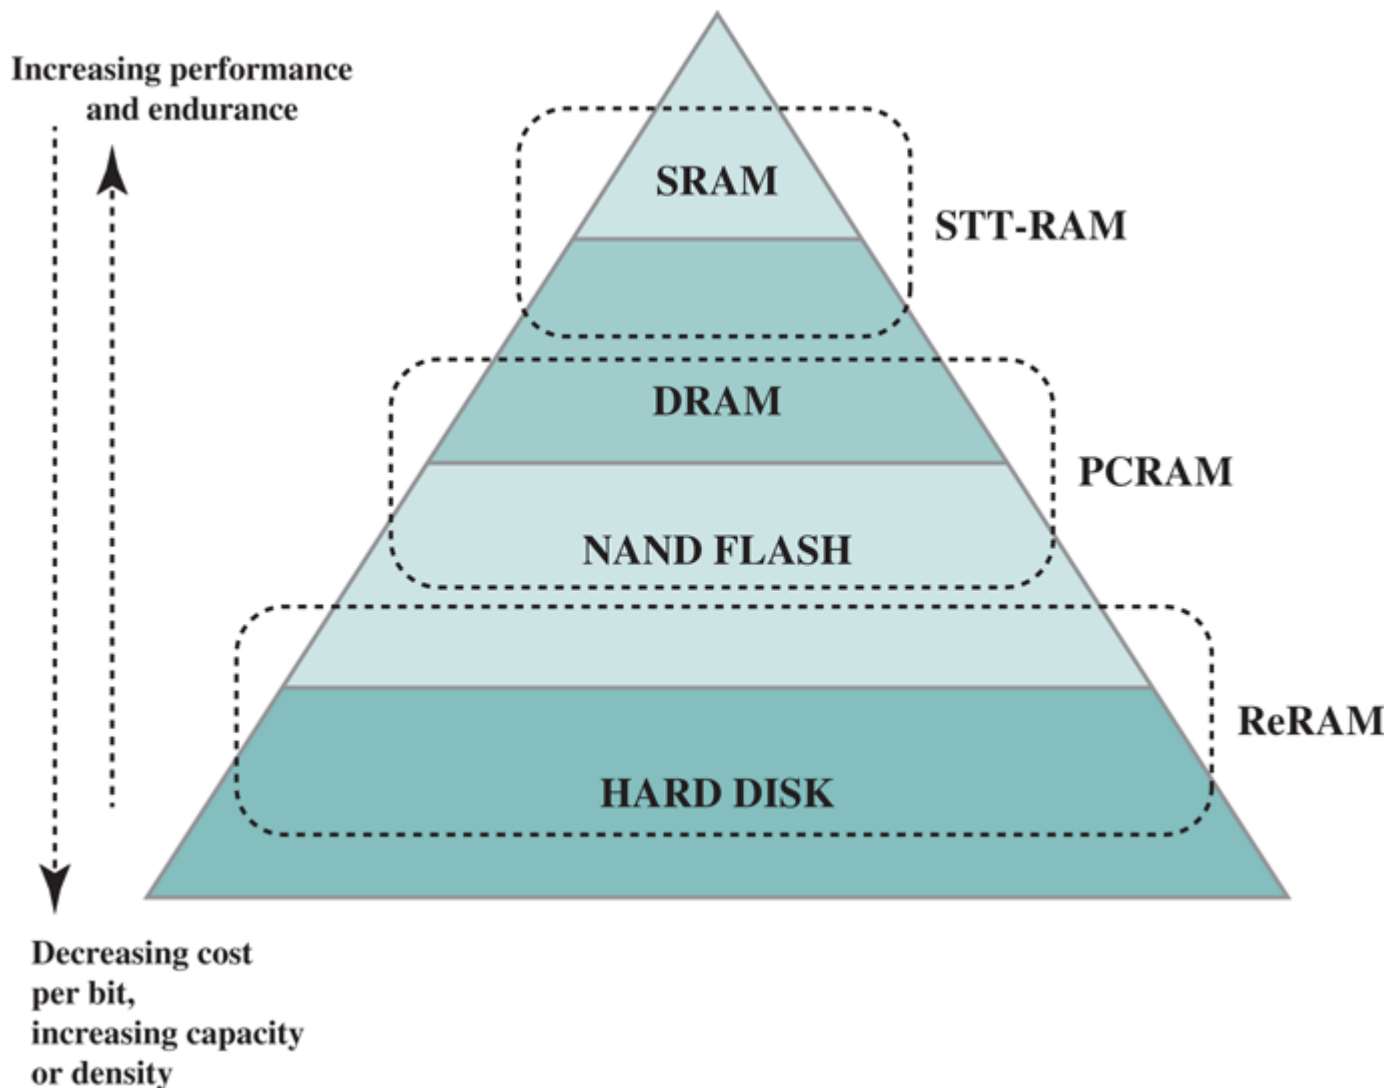 Increasing performance
and endurance
SRAM
STT-RAM
DRAM
PCRAM
NAND FLASH
ReRAM
HARD DISK
Decreasing cost
per bit,
increasing capacity
or density